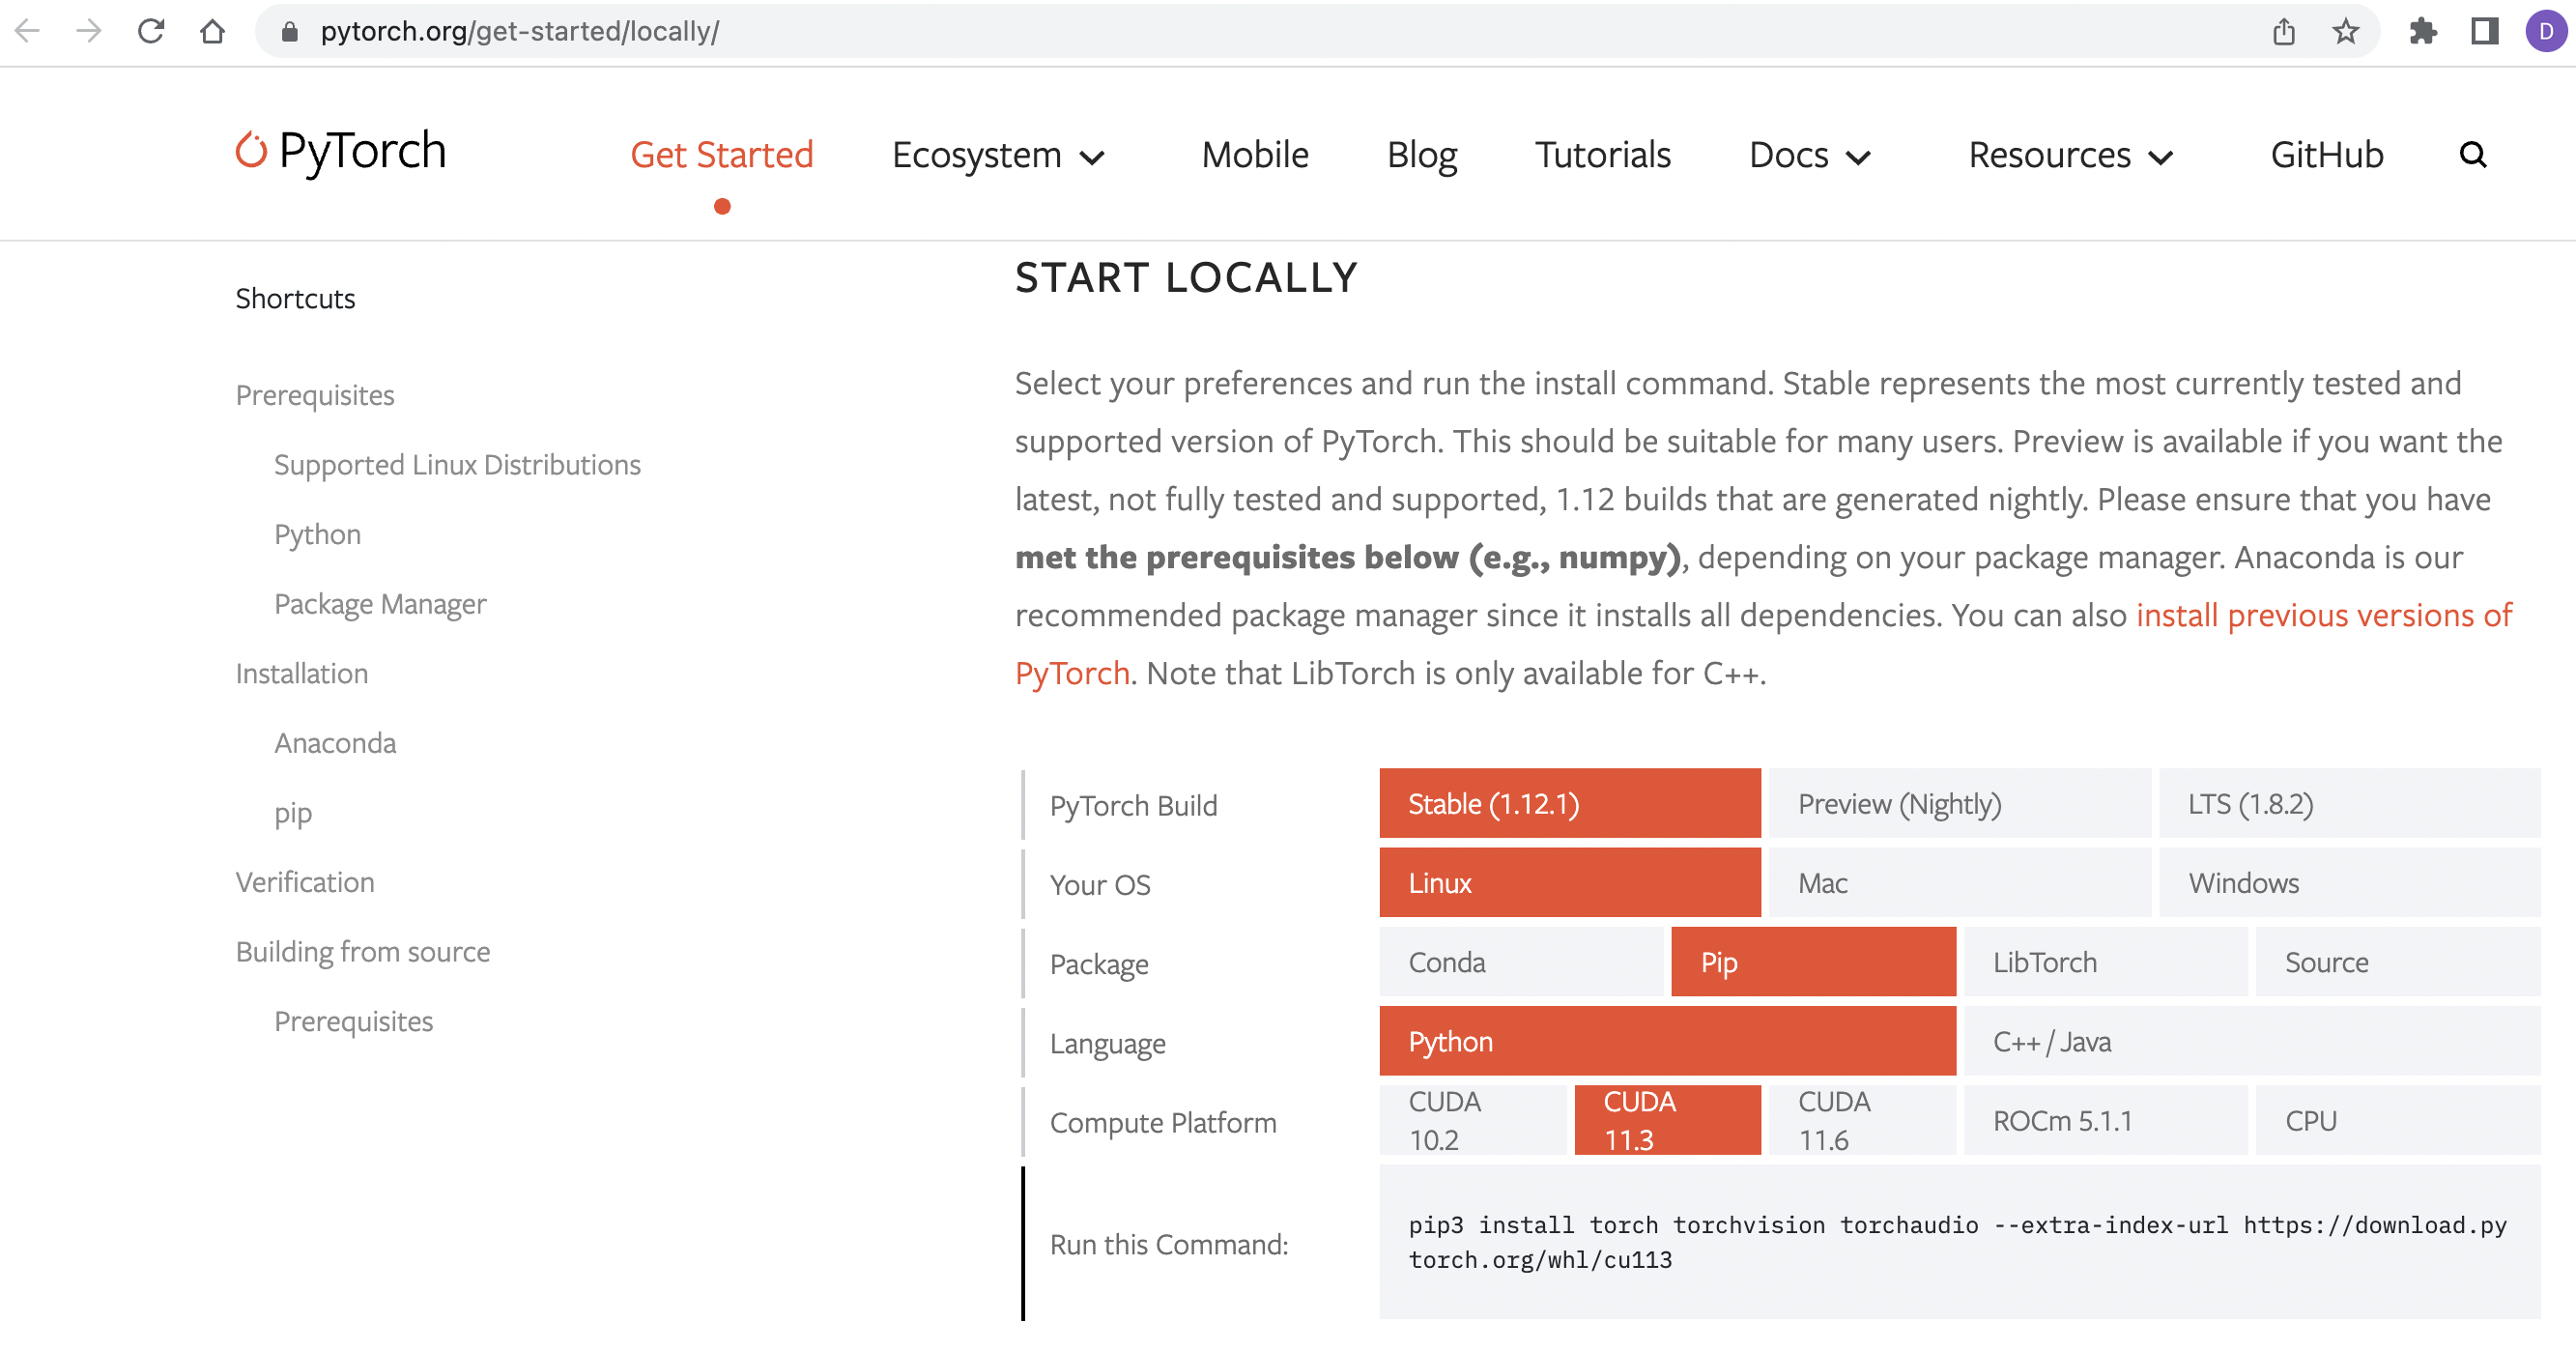 pytorch.org/get-started/locally/
D
PyTorch
Get Started
Ecosystem
Mobile
Blog
Tutorials
Docs
Resources
GitHub
Shortcuts
Prerequisites
Supported Linux Distributions
Python
Package Manager
Installation
Anaconda
pip
Verification
Building from source
Prerequisites
START LOCALLY
Select your preferences and run the install command. Stable represents the most currently tested and
supported version of PyTorch. This should be suitable for many users. Preview is available if you want the
latest, not fully tested and supported, 1.12 builds that are generated nightly. Please ensure that you have
met the prerequisites below (e.g., numpy), depending on your package manager. Anaconda is our
recommended package manager since it installs all dependencies. You can also install previous versions of
PyTorch. Note that LibTorch is only available for C++.
PyTorch Build
Stable (1.12.1)
Preview (Nightly)
LTS (1.8.2)
Your OS
Linux
Mac
Windows
Package
Conda
Pip
LibTorch
Source
Language
Python
C++ / Java
Compute Platform
CUDA
10.2
CUDA
11.3
CUDA
11.6
ROCm 5.1.1
CPU
Run this Command:
pip3 install torch torchvision torchaudio --extra-index-url https://download.py
torch.org/whl/cu113